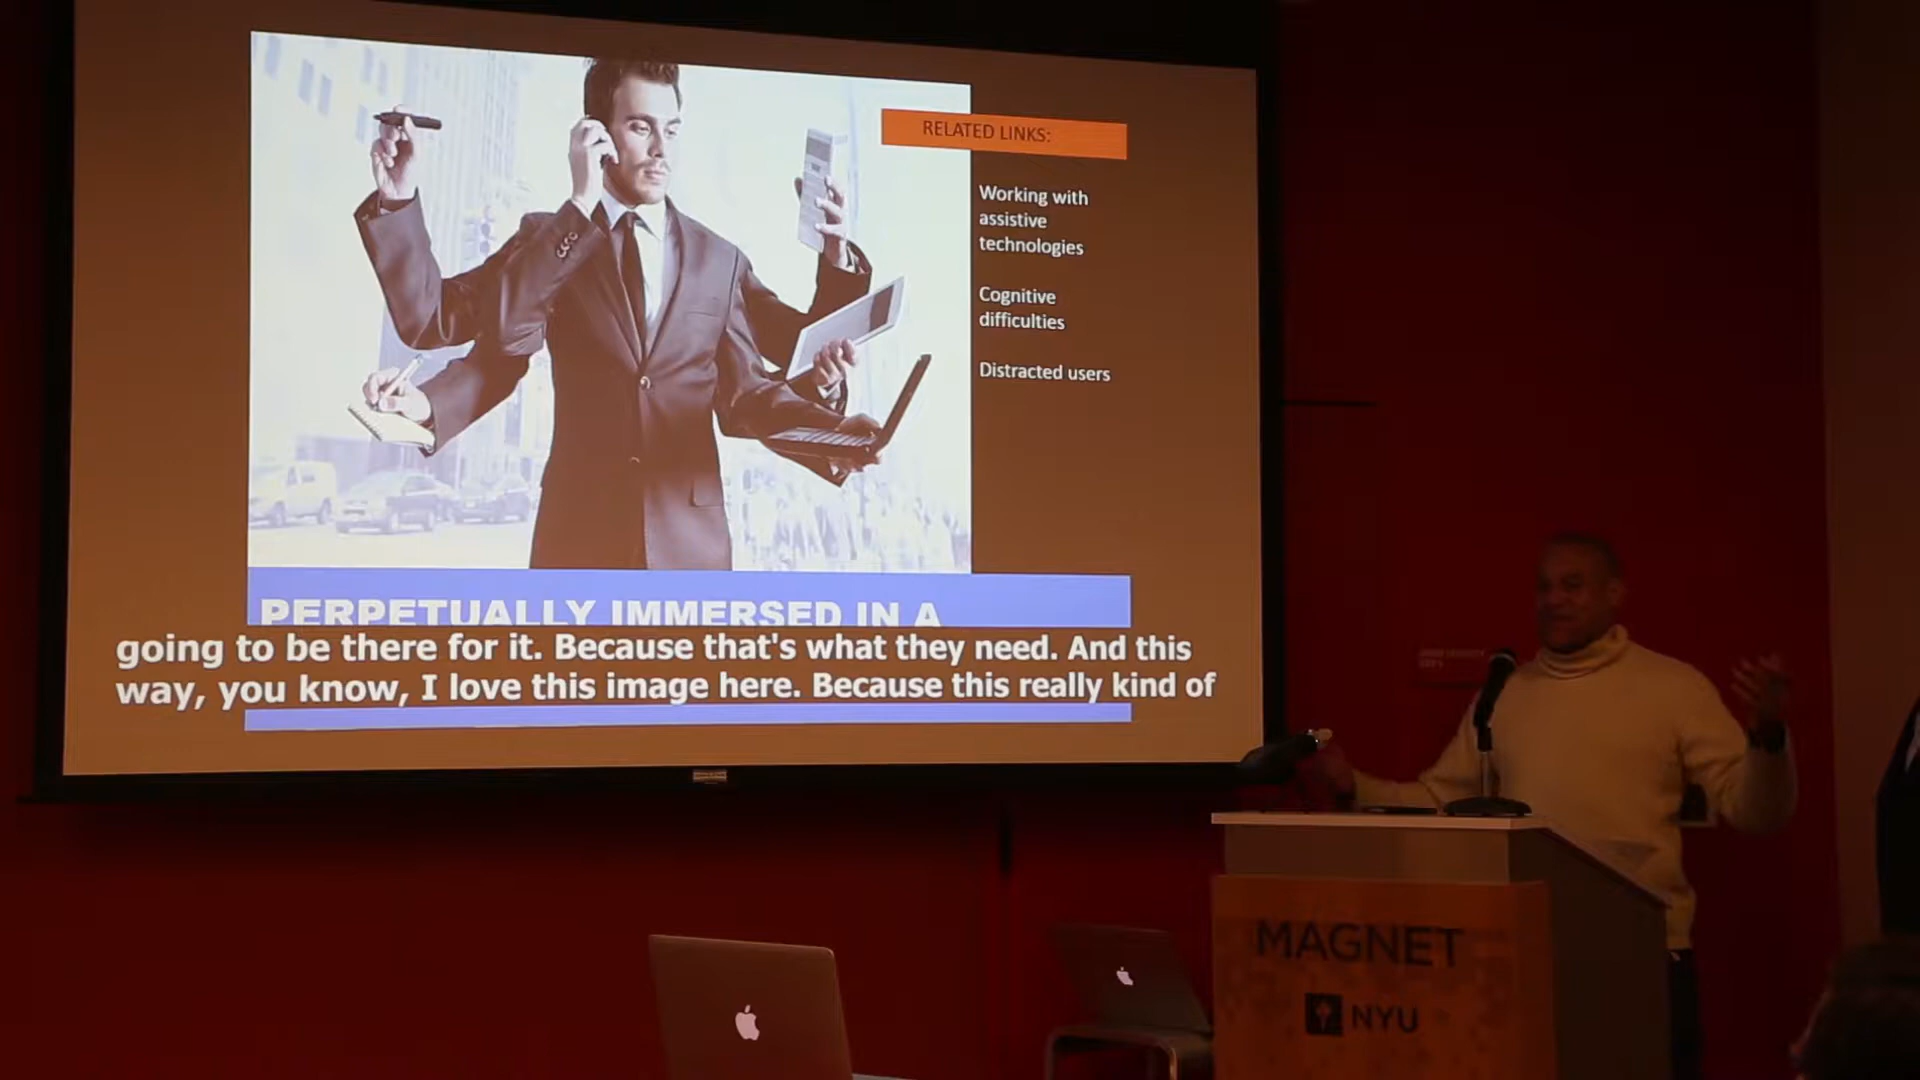 RELATED LINKS:
Working with
assistive
technologies
Cognitive
difficulties
Distracted users
PERPETUALLY IMMERSED IN A
going to be there for it. Because that's what they need. And this
way, you know, I love this image here. Because this really kind of
MAGNET
NYU